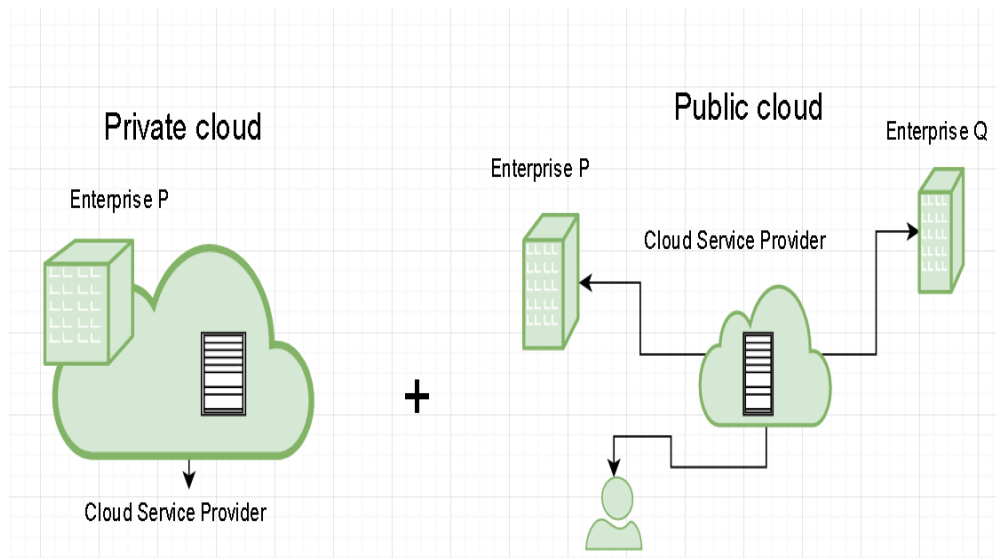 Private cloud
Enterprise P
Cloud Service Provider
+
Public cloud
Enterprise P
Enterprise Q
Cloud Service Provider